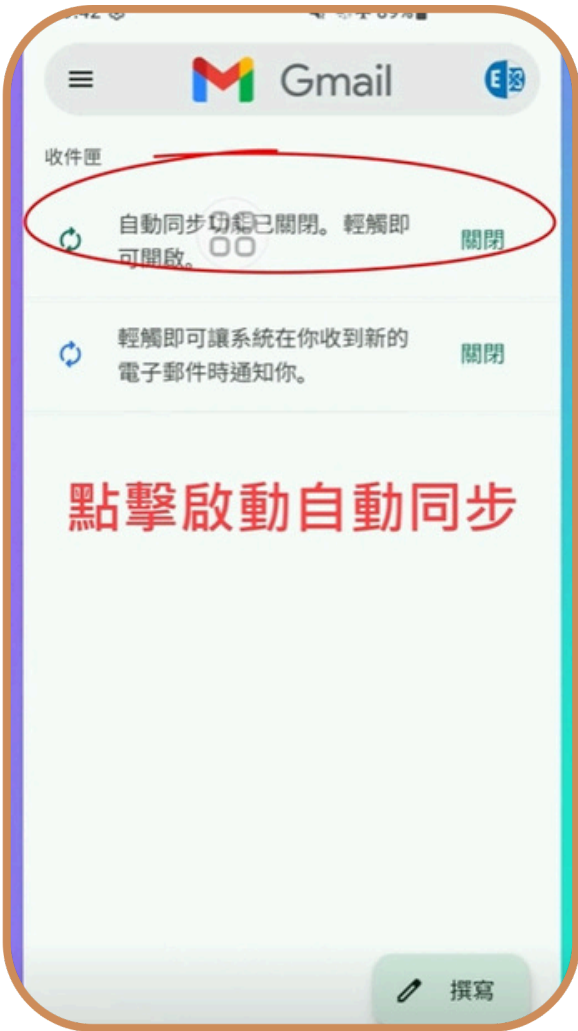 Gmail
收件匣
自動同步功能已關閉。輕觸即
可開啟。
關閉
輕觸即可讓系統在你收到新的
電子郵件時通知你。
關閉
點擊啟動自動同步
撰寫